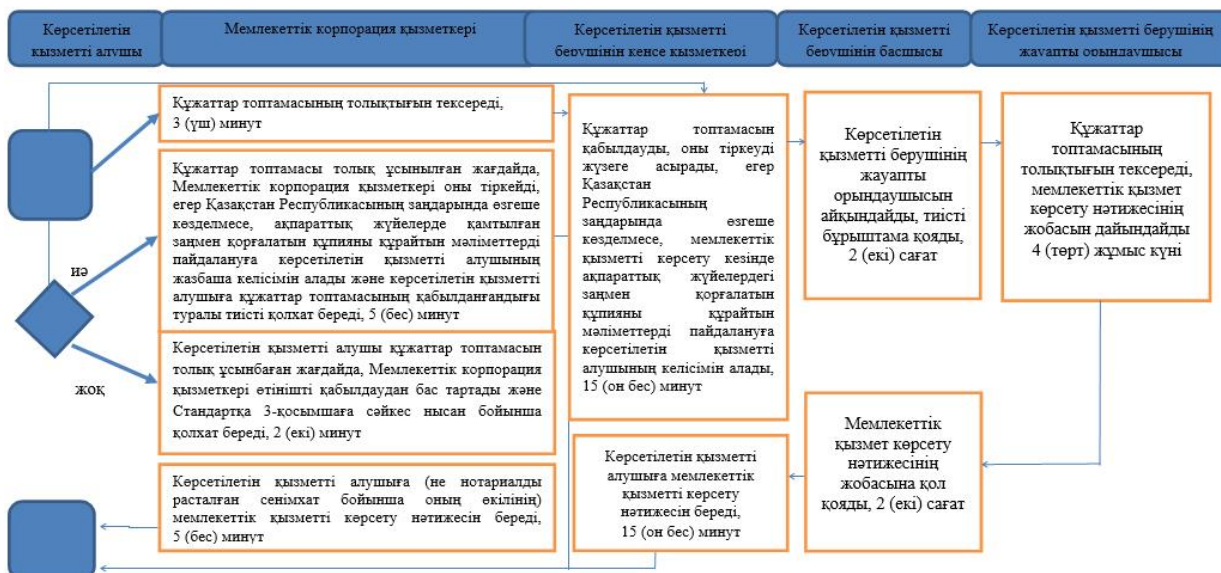 Көрсетілетін
қызметті алушы
Мемлекеттік корпорация қызметкері
Көрсетілетін қызметті
берушінің кеңсе қызметкері
Көрсетілетін қызметті
берушінің басшысы
Көрсетілетін қызметті берушінің
жауапты орындаушысы
Құжаттар топтамасының толықтығын тексереді,
3 (үш) минут
Құжаттар топтамасы толық ұсынылған жағдайда,
Мемлекеттік корпорация қызметкері оны тіркейді,
егер Қазақстан Республикасының заңдарында өзгеше
көзделмесе, ақпараттық жүйелерде қамтылған
заңмен қорғалатын құпияны құрайтын мәліметтерді
пайдалануға көрсетілетін қызметті алушының
жазбаша келісімін алады және көрсетілетін қызметті
алушыға құжаттар топтамасының қабылданғандығы
туралы тиісті қолхат береді, 5 (бес) минут
иә
жоқ
Көрсетілетін қызметті алушы құжаттар топтамасын
толық ұсынбаған жағдайда, Мемлекеттік корпорация
қызметкері өтінішті қабылдаудан бас тартады және
Стандартқа 3-қосымшаға сәйкес нысан бойынша
қолхат береді, 2 (екі) минут
Көрсетілетін қызметті алушыға (не нотариалды
расталған сенімхат бойынша оның өкілінің)
мемлекеттік қызметті көрсету нәтижесін береді,
5 (бес) минут
Құжаттар топтамасын
қабылдауды, оны тіркеуді
жүзеге асырады, егер
Қазақстан
Республикасының
заңдарында өзгеше
көзделмесе, мемлекеттік
қызметті көрсету кезінде
ақпараттық жүйелердегі
заңмен қорғалатын
құпияны құрайтын
мәліметтерді пайдалануға
көрсетілетін қызметті
алушының келісімін алады,
15 (он бес) минут
Көрсетілетін қызметті
алушыға мемлекеттік
қызметті көрсету
нәтижесін береді,
15 (он бес) минут
Көрсетілетін
қызметті берушінің
жауапты
орындаушысын
айқындайды, тиісті
бұрыштама қояды,
2 (екі) сағат
Мемлекеттік
қызмет көрсету
нәтижесінің
жобасына қол
қояды, 2 (екі) сағат
Құжаттар
топтамасының
толықтығын тексереді,
мемлекеттік қызмет
көрсету нәтижесінің
жобасын дайындайды
4 (төрт) жұмыс күні